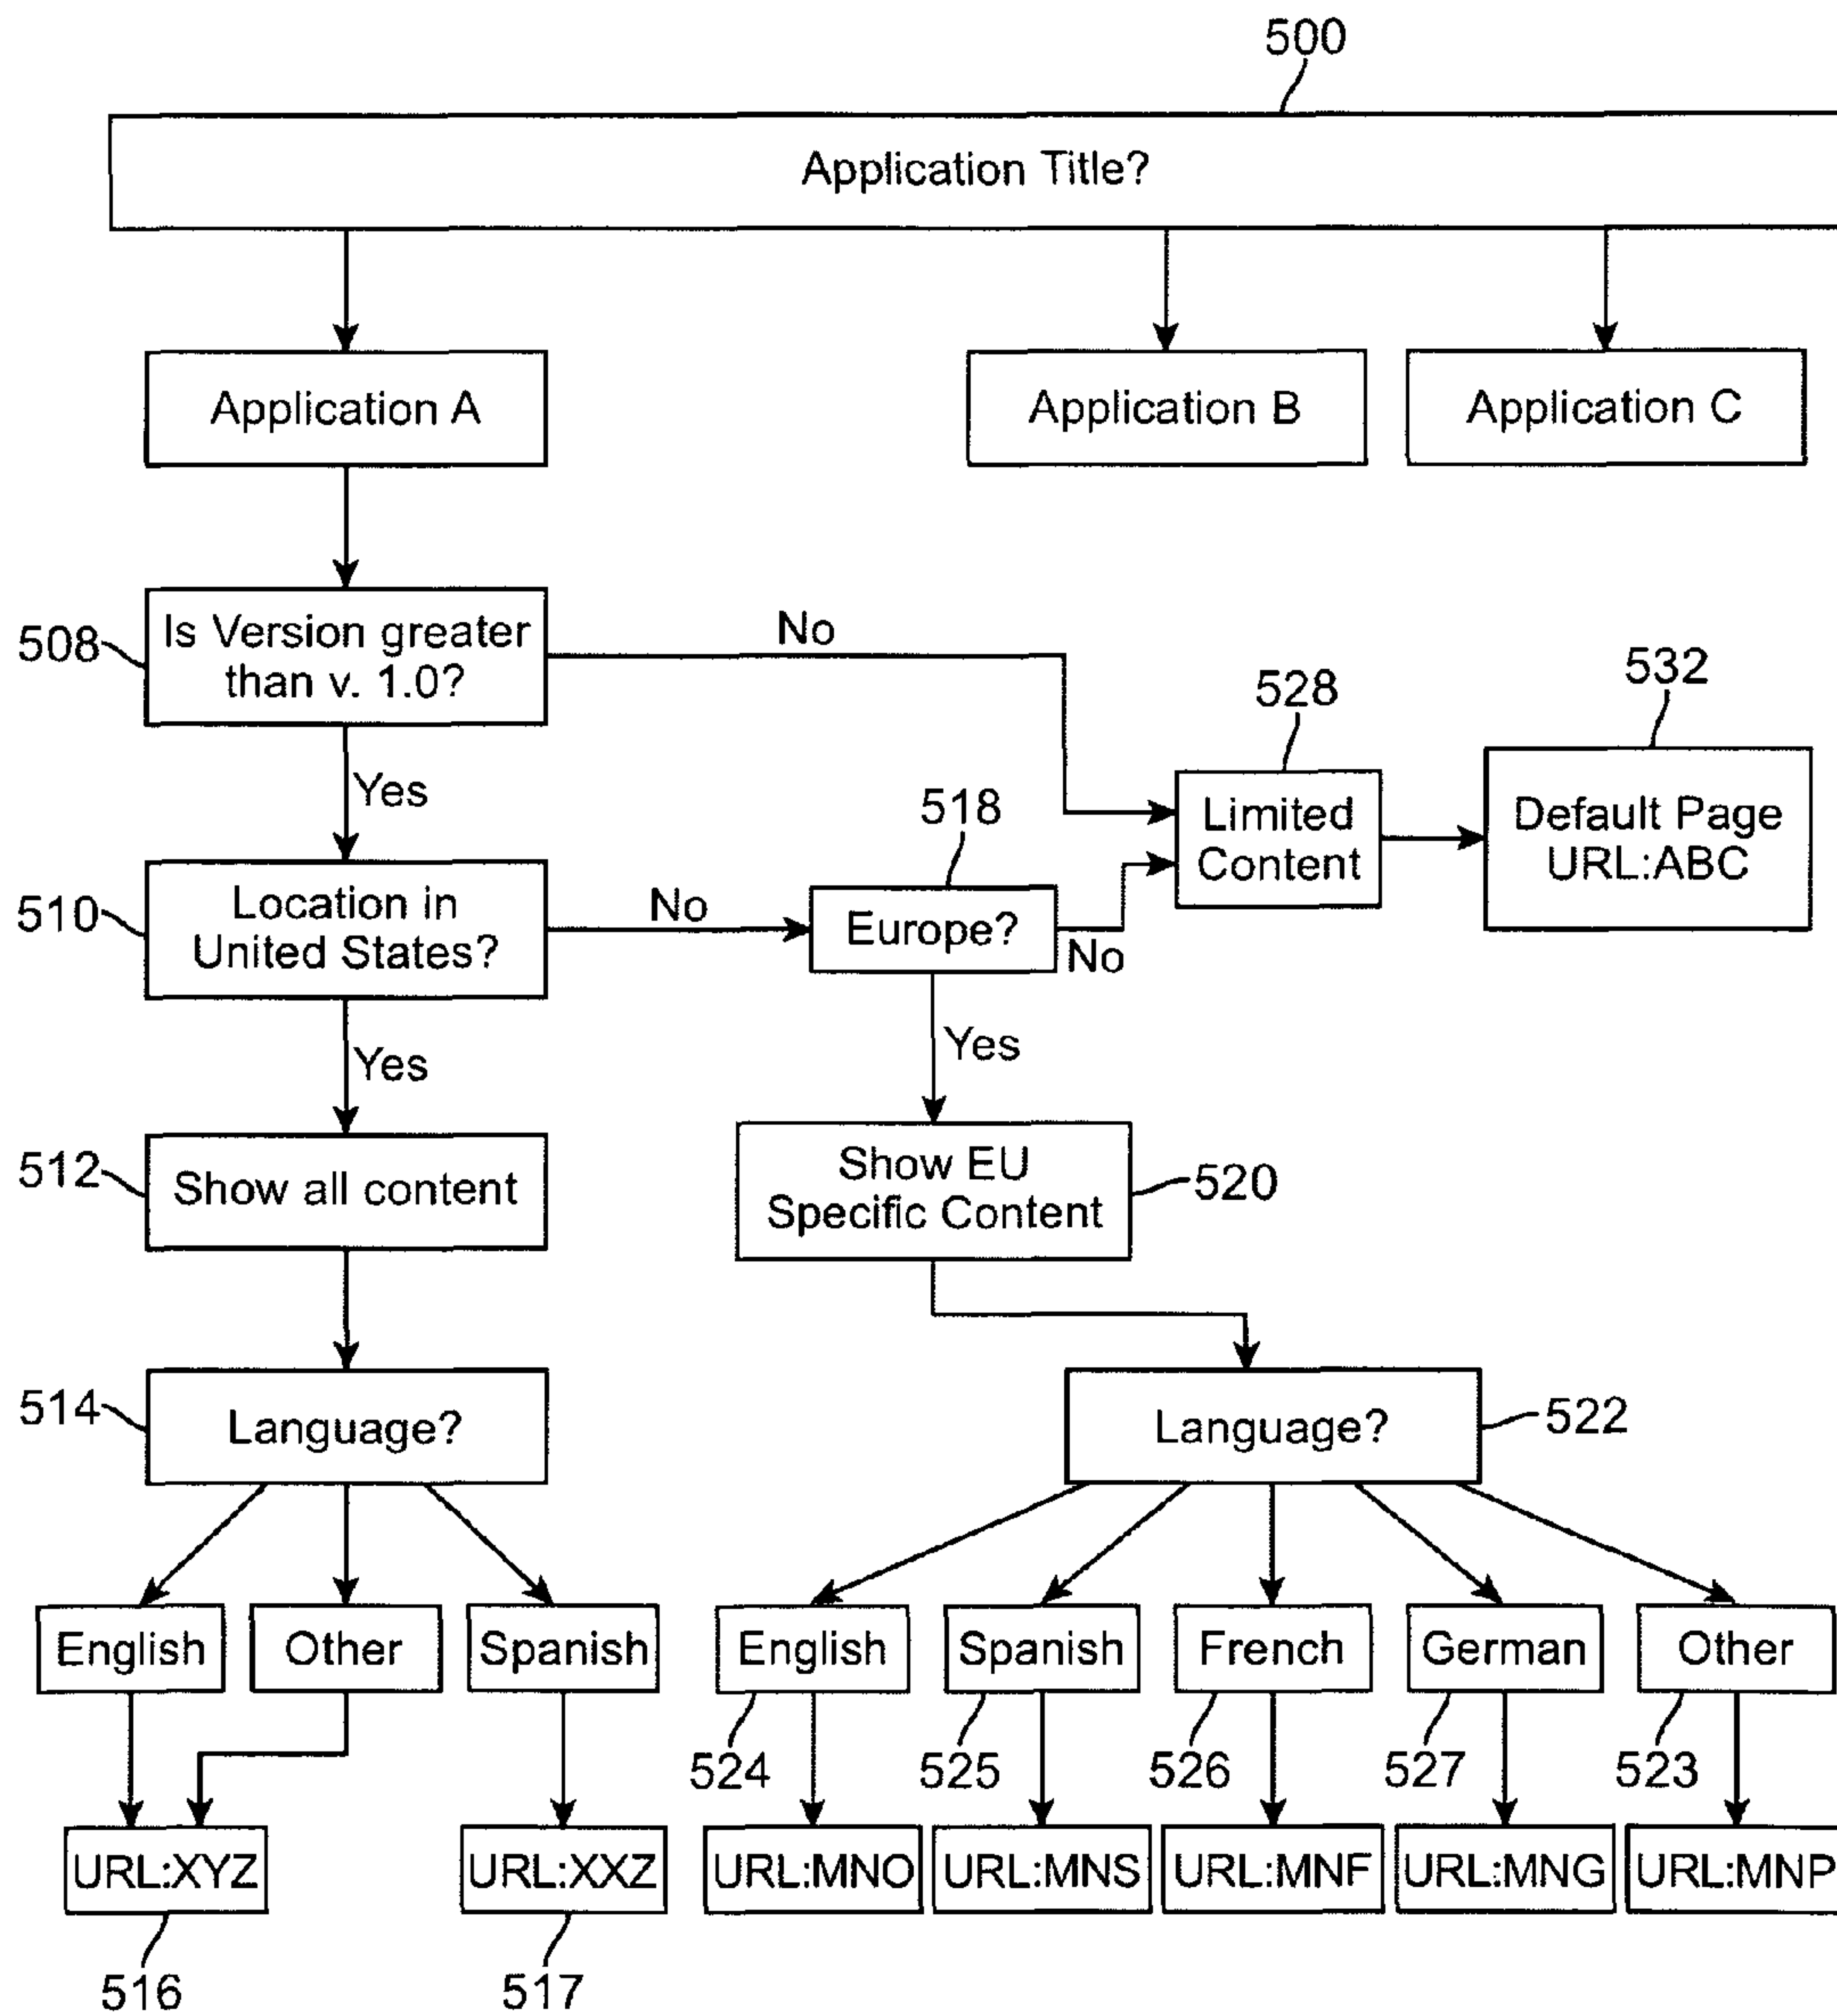 500
Application Title?
Application A
Application B
Application C
508
Is Version greater
than v. 1.0?
No
Yes
528
532
Limited
Content
Default Page
URL:ABC
510
Location in
United States?
No
518
Europe?
No
Yes
Yes
512
Show all content
Show EU
Specific Content
520
514
Language?
Language?
522
English
Other
Spanish
English
Spanish
French
German
Other
524
525
526
527
523
URL:XYZ
URL:XXZ
URL:MNO
URL:MNS
URL:MNF
URL:MNG
URL:MNP
516
517